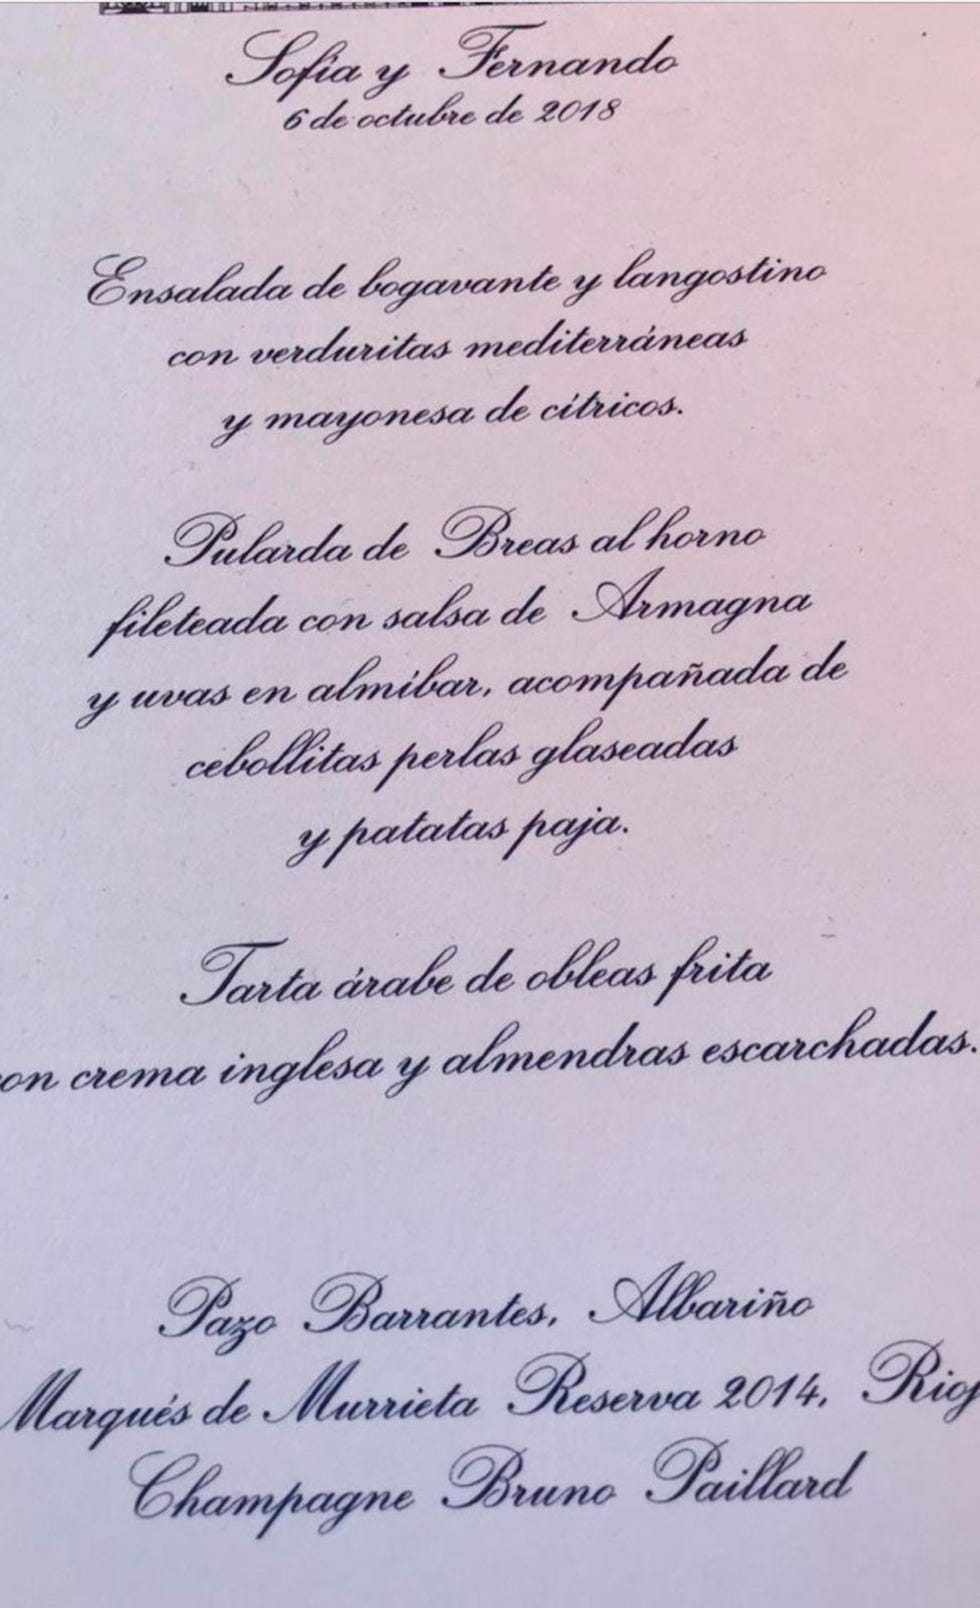 Sofía y Fernando
6 de octubre de 2018
Ensalada de bogavante y langostino
con verduritas mediterráneas
y mayonesa de cítricos.
Pularda de Breas al horno
fileteada con salsa de Armagna
y uvas en almíbar, acompañada de
cebollitas perlas glaseadas
y patatas paja.
Tarta árabe de obleas frita
on crema inglesa y almendras escarchadas.
Pazo Barrantes, Albariño
Marqués de Murrieta Reserva 2014, Rioj
Champagne Bruno Paillard